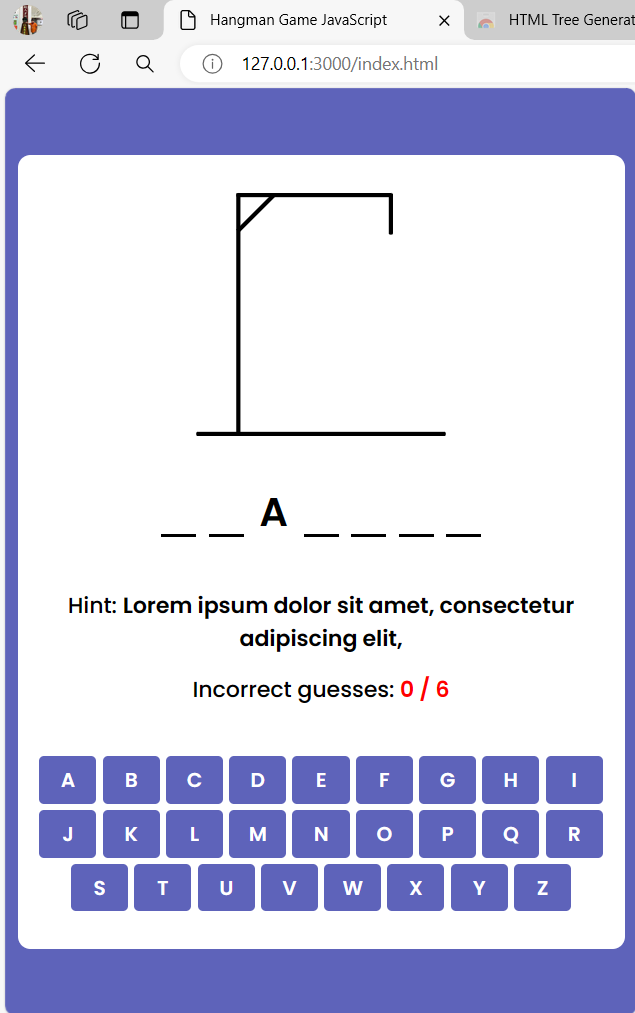 Hangman Game JavaScript
HTML Tree Generat
127.0.0.1:3000/index.html
A
Hint: Lorem ipsum dolor sit amet, consectetur
adipiscing elit,
Incorrect guesses: 0 / 6
A B C D E F G H I
J K L M N O P Q R
S T U V W X Y Z